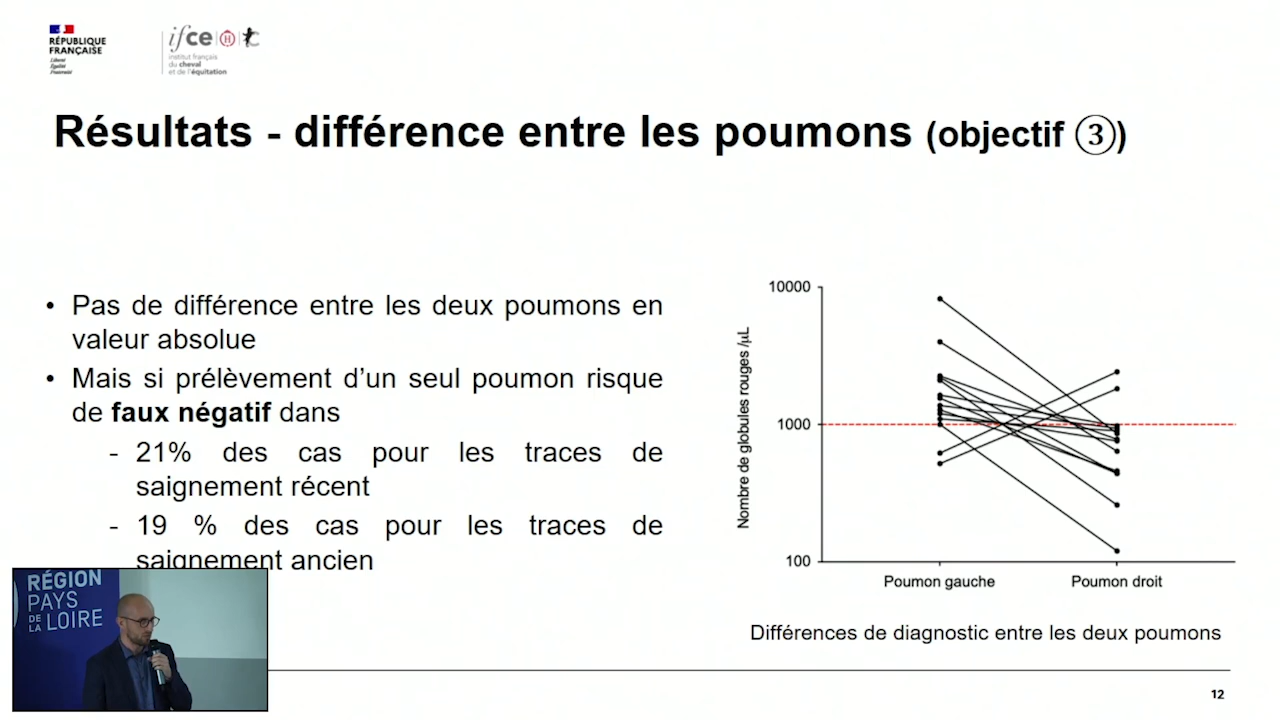 RÉPUBLIQUE
FRANÇAISE
Liberté
Égalité
Fraternité
ifce
institut français
du cheval
et de l'équitation
Résultats - différence entre les poumons (objectif ③)
• Pas de différence entre les deux poumons en
valeur absolue
• Mais si prélèvement d’un seul poumon risque
de faux négatif dans
- 21% des cas pour les traces de
saignement récent
- 19 % des cas pour les traces de
saignement ancien
Nombre de globules rouges /µL
10000
1000
100
Poumon gauche
Poumon droit
Différences de diagnostic entre les deux poumons
RÉGION
PAYS
DE LA LOIRE
12